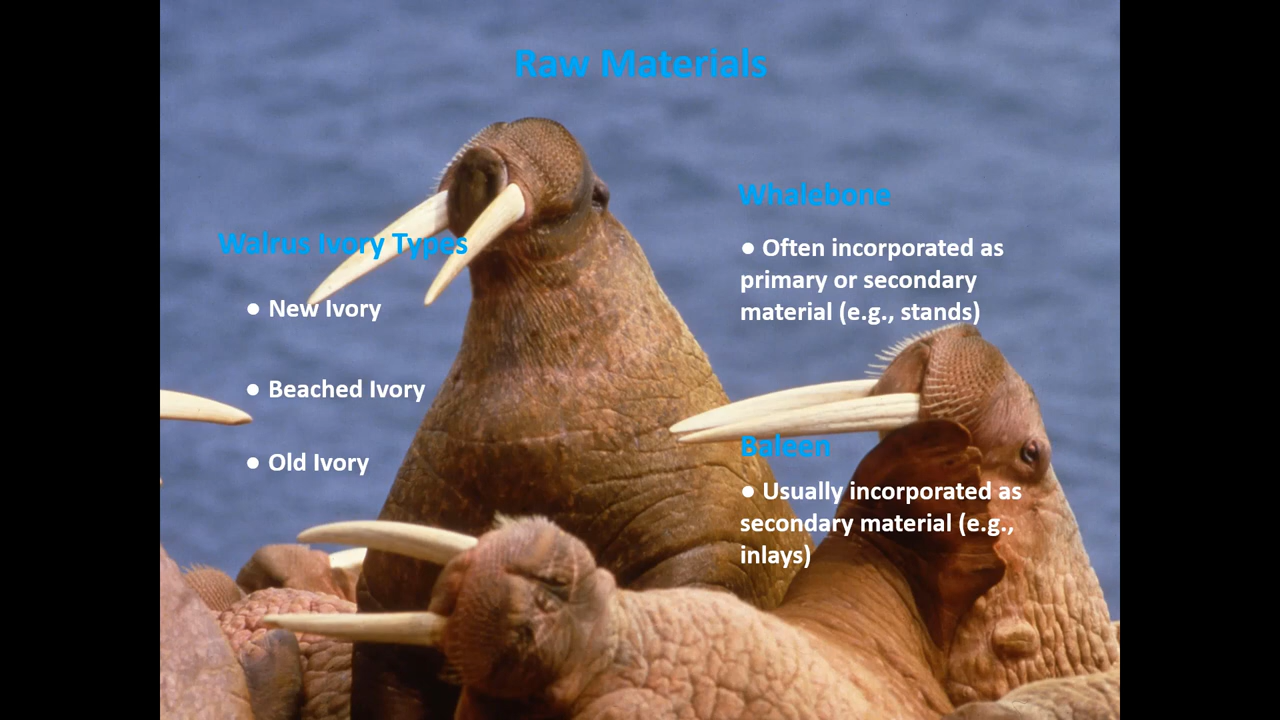 Raw Materials
Walrus Ivory Types
● New Ivory
● Beached Ivory
● Old Ivory
Whalebone
● Often incorporated as
primary or secondary
material (e.g., stands)
Baleen
● Usually incorporated as
secondary material (e.g.,
inlays)